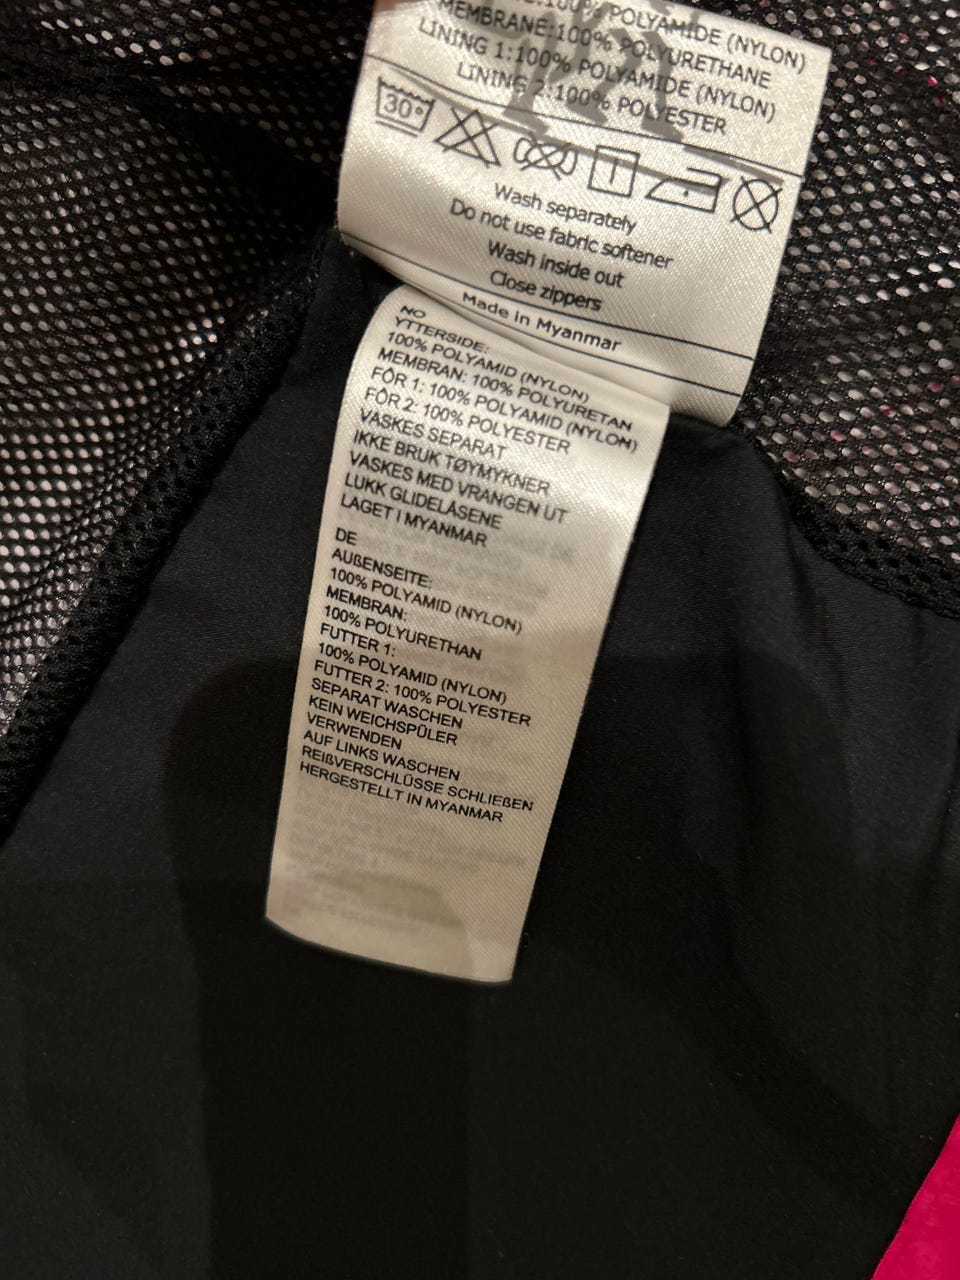 100% POLYAMIDE (NYLON)
MEMBRANE:100% POLYURETHANE
LINING 1:100% POLYAMIDE (NYLON)
LINING 2:100% POLYESTER
30°
Wash separately
Do not use fabric softener
Wash inside out
Close zippers
Made in Myanmar
NO
YTTERSIDE:
100% POLYAMID (NYLON)
MEMBRAN: 100% POLYURETAN
FÔR 1: 100% POLYAMID (NYLON)
FÔR 2: 100% POLYESTER
VASKES SEPARAT
IKKE BRUK TØYMYKNER
VASKES MED VRANGEN UT
LUKK GLIDELÅSENE
LAGET I MYANMAR
DE
AUßENSEITE:
100% POLYAMID (NYLON)
MEMBRAN:
100% POLYURETHAN
FUTTER 1:
100% POLYAMID (NYLON)
FUTTER 2: 100% POLYESTER
SEPARAT WASCHEN
KEIN WEICHSPÜLER
VERWENDEN
AUF LINKS WASCHEN
REIßVERSCHLÜSSE SCHLIEßEN
HERGESTELLT IN MYANMAR